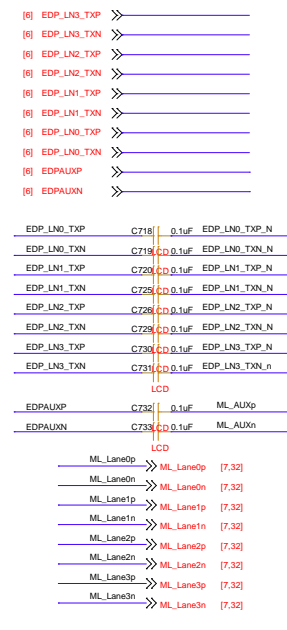 [6] EDP_LN3_TXP
[6] EDP_LN3_TXN
[6] EDP_LN2_TXP
[6] EDP_LN2_TXN
[6] EDP_LN1_TXP
[6] EDP_LN1_TXN
[6] EDP_LN0_TXP
[6] EDP_LN0_TXN
[6] EDPAUXP
[6] EDPAUXN
EDP_LN0_TXP C718 0.1uF EDP_LN0_TXP_N
EDP_LN0_TXN C719 LCD 0.1uF EDP_LN0_TXN_N
EDP_LN1_TXP C720 LCD 0.1uF EDP_LN1_TXP_N
EDP_LN1_TXN C725 LCD 0.1uF EDP_LN1_TXN_N
EDP_LN2_TXP C726 LCD 0.1uF EDP_LN2_TXP_N
EDP_LN2_TXN C729 LCD 0.1uF EDP_LN2_TXN_N
EDP_LN3_TXP C730 LCD 0.1uF EDP_LN3_TXP_N
EDP_LN3_TXN C731 LCD 0.1uF EDP_LN3_TXN_n
LCD
EDPAUXP C732 0.1uF ML_AUXp
EDPAUXN C733 LCD 0.1uF ML_AUXn
LCD
ML_Lane0p ML_Lane0p [7,32]
ML_Lane0n ML_Lane0n [7,32]
ML_Lane1p ML_Lane1p [7,32]
ML_Lane1n ML_Lane1n [7,32]
ML_Lane2p ML_Lane2p [7,32]
ML_Lane2n ML_Lane2n [7,32]
ML_Lane3p ML_Lane3p [7,32]
ML_Lane3n ML_Lane3n [7,32]